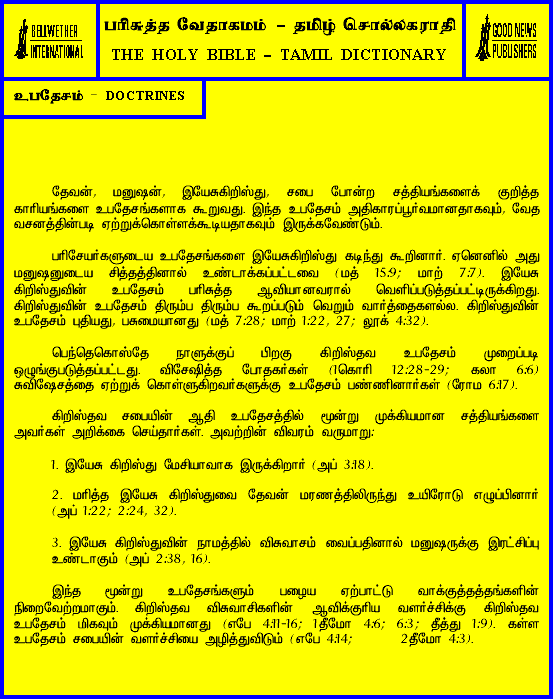 BELLWETHER
INTERNATIONAL
பரிசுத்த வேதாகமம் - தமிழ் சொல்லகராதி
THE HOLY BIBLE - TAMIL DICTIONARY
GOOD NEWS
PUBLISHERS
உபதேசம் - DOCTRINES
தேவன், மனுஷன், இயேசுகிறிஸ்து, சபை போன்ற சத்தியங்களைக் குறித்த
காரியங்களை உபதேசங்களாக கூறுவது. இந்த உபதேசம் அதிகாரப்பூர்வமானதாகவும், வேத
வசனத்தின்படி ஏற்றுக்கொள்ளக்கூடியதாகவும் இருக்கவேண்டும்.
பரிசேயர்களுடைய உபதேசங்களை இயேசுகிறிஸ்து கடிந்து கூறினார். ஏனெனில் அது
மனுஷனுடைய சித்தத்தினால் உண்டாக்கப்பட்டவை (மத் 15:9; மாற் 7:7). இயேசு
கிறிஸ்துவின் உபதேசம் பரிசுத்த ஆவியானவரால் வெளிப்படுத்தப்பட்டிருக்கிறது.
கிறிஸ்துவின் உபதேசம் திரும்ப திரும்ப கூறப்படும் வெறும் வார்த்தைகளல்ல. கிறிஸ்துவின்
உபதேசம் புதியது, பசுமையானது (மத் 7:28; மாற் 1:22, 27; லூக் 4:32).
பெந்தெகொஸ்தே நாளுக்குப் பிறகு கிறிஸ்தவ உபதேசம் முறைப்படி
ஒழுங்குபடுத்தப்பட்டது. விசேஷித்த போதகர்கள் (1கொரி 12:28-29; கலா 6:6)
சுவிஷேசத்தை ஏற்றுக் கொள்ளுகிறவர்களுக்கு உபதேசம் பண்ணினார்கள் (ரோம 6:17).
கிறிஸ்தவ சபையின் ஆதி உபதேசத்தில் மூன்று முக்கியமான சத்தியங்களை
அவர்கள் அறிக்கை செய்தார்கள். அவற்றின் விவரம் வருமாறு:
1. இயேசு கிறிஸ்து மேசியாவாக இருக்கிறார் (அப் 3:18).
2. மரித்த இயேசு கிறிஸ்துவை தேவன் மரணத்திலிருந்து உயிரோடு எழுப்பினார்
(அப் 1:22; 2:24, 32).
3. இயேசு கிறிஸ்துவின் நாமத்தில் விசுவாசம் வைப்பதினால் மனுஷருக்கு இரட்சிப்பு
உண்டாகும் (அப் 2:38, 16).
இந்த மூன்று உபதேசங்களும் பழைய ஏற்பாட்டு வாக்குத்தத்தங்களின்
நிறைவேற்றமாகும். கிறிஸ்தவ விசுவாசிகளின் ஆவிக்குரிய வளர்ச்சிக்கு கிறிஸ்தவ
உபதேசம் மிகவும் முக்கியமானது (எபே 4:11-16; 1தீமோ 4:6; 6:3; தீத்து 1:9). கள்ள
உபதேசம் சபையின் வளர்ச்சியை அழித்துவிடும் (எபே 4:14; 2தீமோ 4:3).